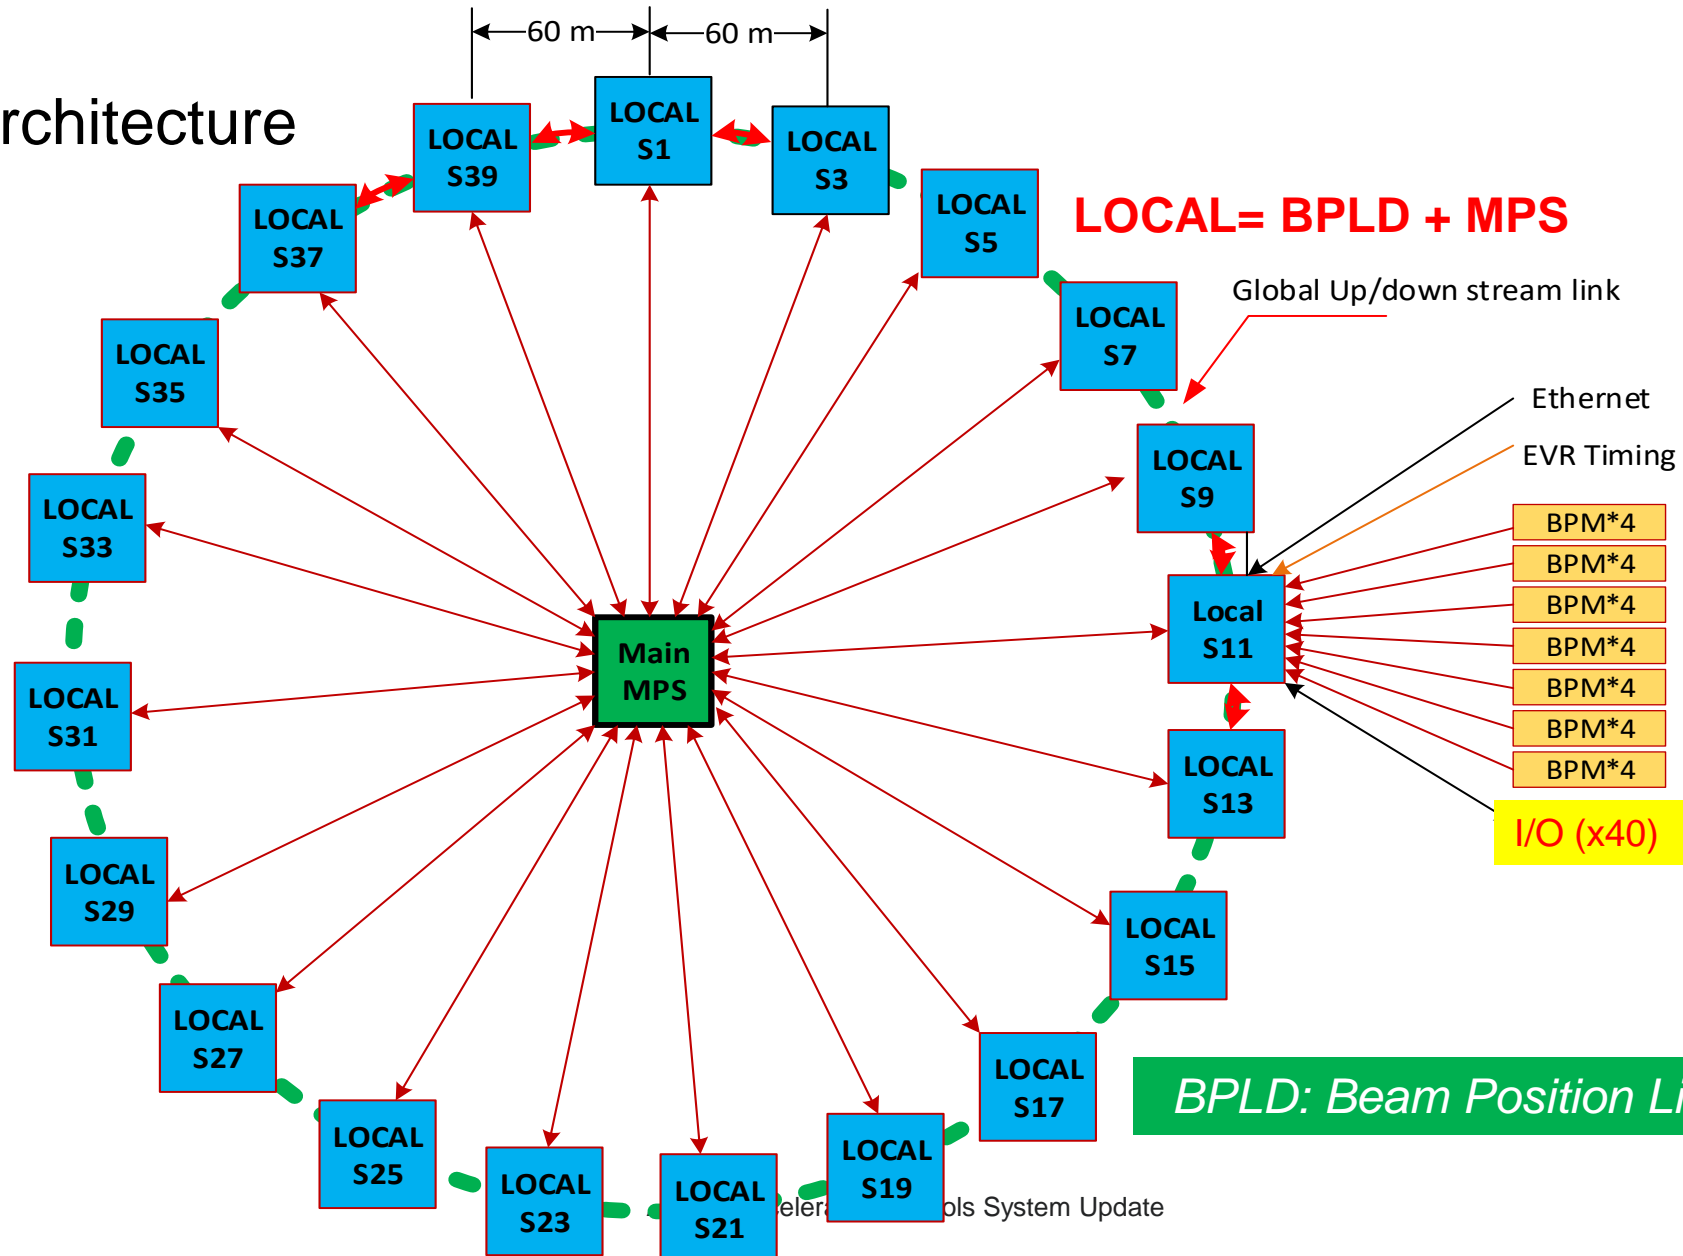 60 m
60 m
rchitecture
LOCAL
S1
LOCAL
S39
LOCAL
S3
LOCAL
S37
LOCAL
S5
LOCAL= BPLD + MPS
Global Up/down stream link
LOCAL
S7
LOCAL
S35
Ethernet
EVR Timing
LOCAL
S9
LOCAL
S33
BPM*4
BPM*4
BPM*4
BPM*4
BPM*4
BPM*4
BPM*4
Local
S11
Main
MPS
LOCAL
S31
LOCAL
S13
I/O (x40)
LOCAL
S29
LOCAL
S15
LOCAL
S27
LOCAL
S17
BPLD: Beam Position Li
LOCAL
S25
LOCAL
S19
LOCAL
S23
LOCAL
S21
celera ols System Update